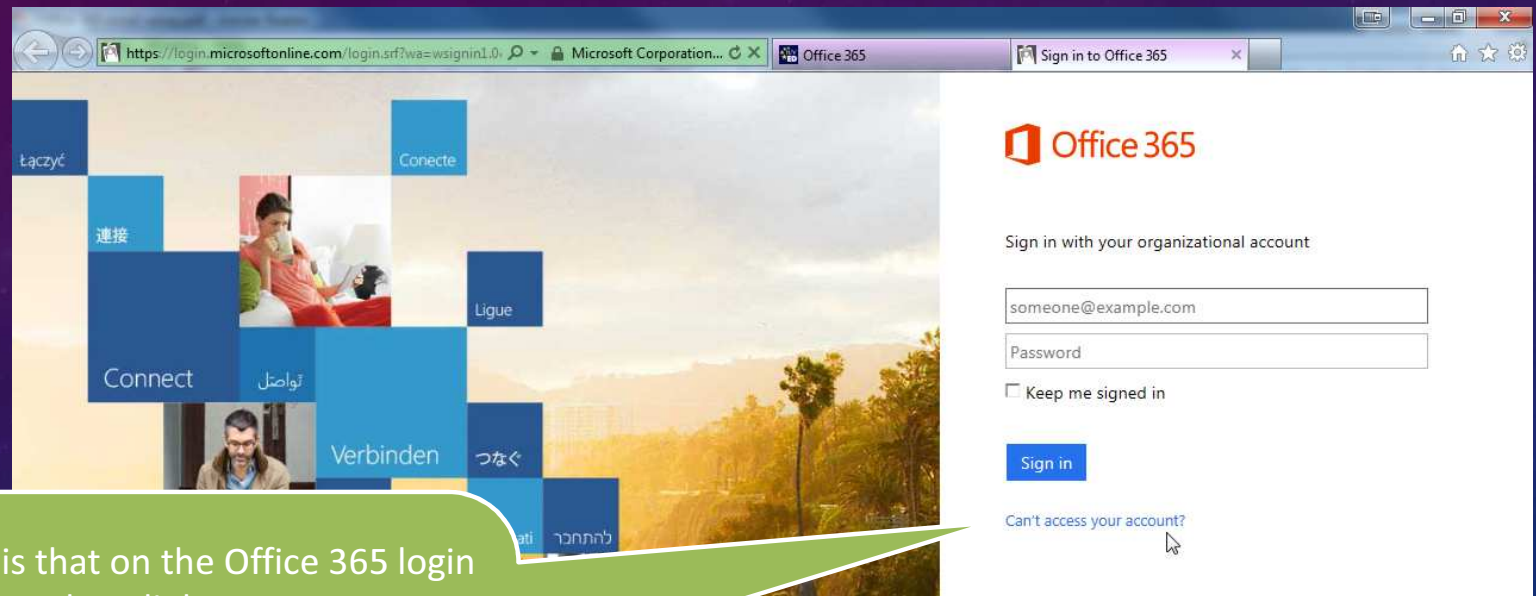 https://login.microsoftonline.com/login.srf?wa=wsignin1.0
Microsoft Corporation...
Office 365
Sign in to Office 365
Łączyć
Conecte
連接
Ligue
Connect
تواصل
Verbinden
つなぐ
ati
להתחבר
Office 365
Sign in with your organizational account
someone@example.com
Password
Keep me signed in
Sign in
Can't access your account?
is that on the Office 365 login